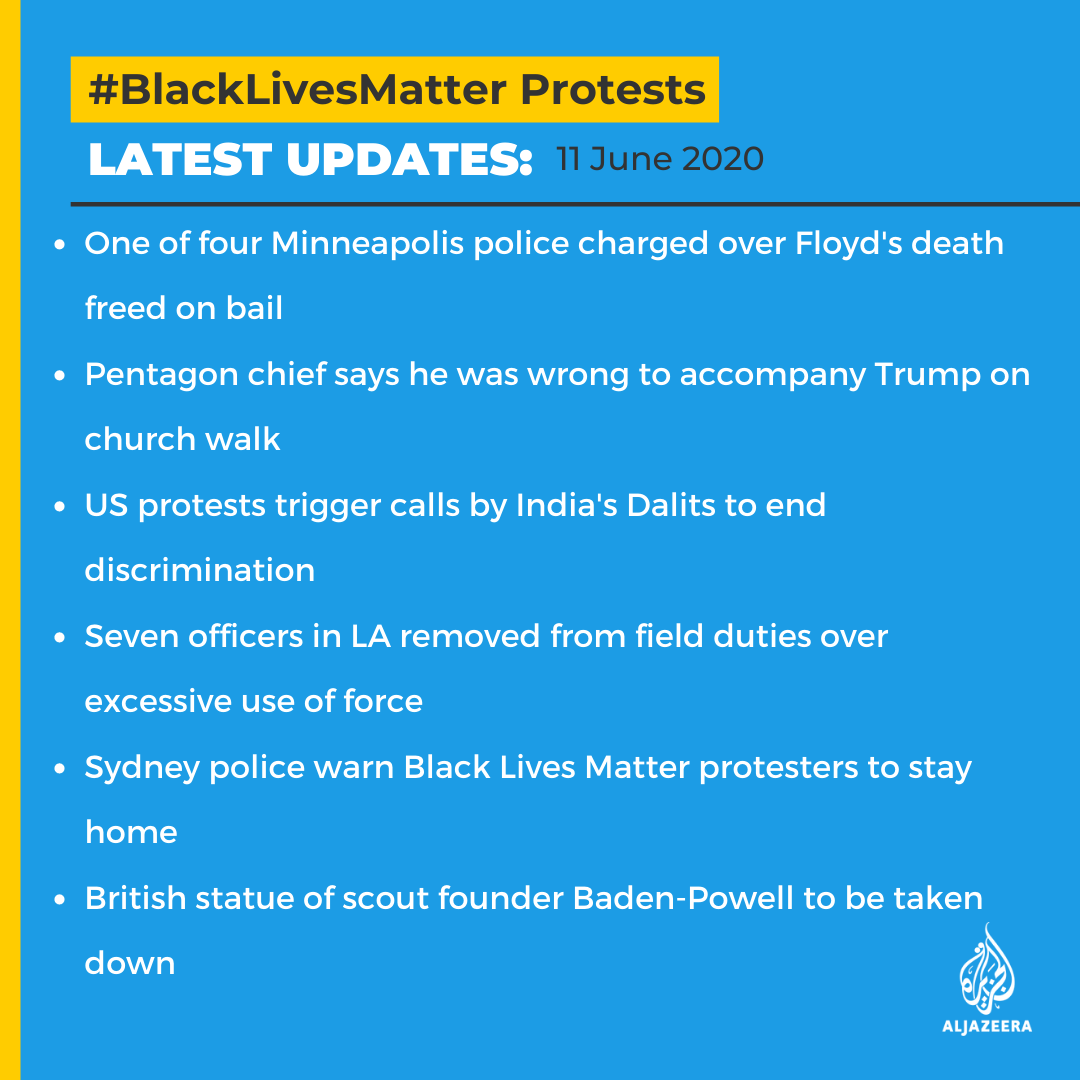 #BlackLivesMatter Protests
LATEST UPDATES: 11 June 2020
• One of four Minneapolis police charged over Floyd's death
freed on bail
• Pentagon chief says he was wrong to accompany Trump on
church walk
• US protests trigger calls by India's Dalits to end
discrimination
• Seven officers in LA removed from field duties over
excessive use of force
• Sydney police warn Black Lives Matter protesters to stay
home
• British statue of scout founder Baden-Powell to be taken
down
الجزيرة
ALJAZEERA